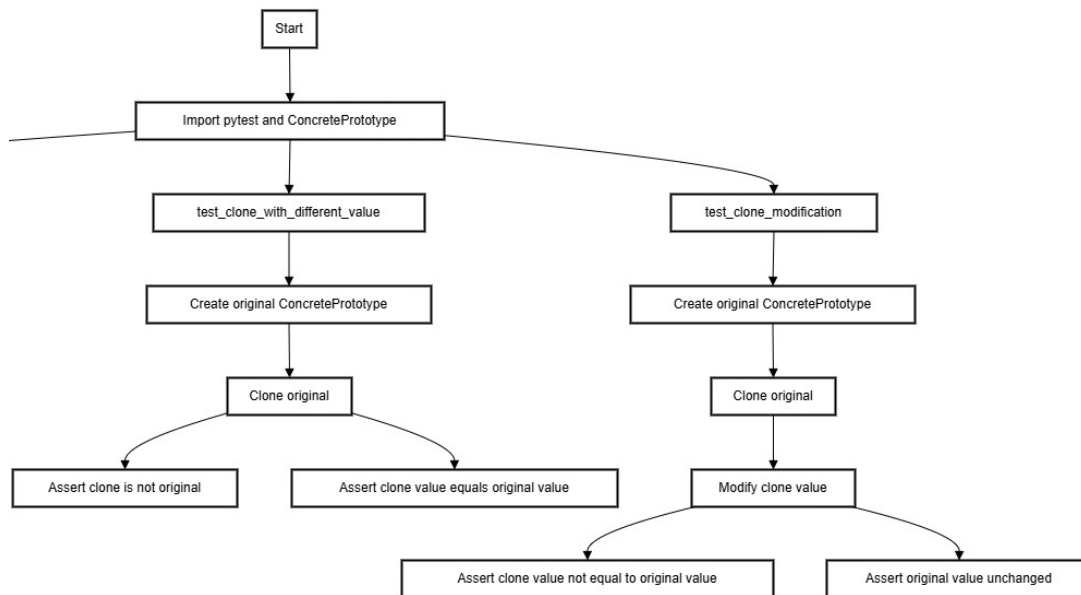 Start
Import pytest and ConcretePrototype
test_clone_with_different_value
test_clone_modification
Create original ConcretePrototype
Create original ConcretePrototype
Clone original
Clone original
Assert clone is not original
Assert clone value equals original value
Modify clone value
Assert clone value not equal to original value
Assert original value unchanged